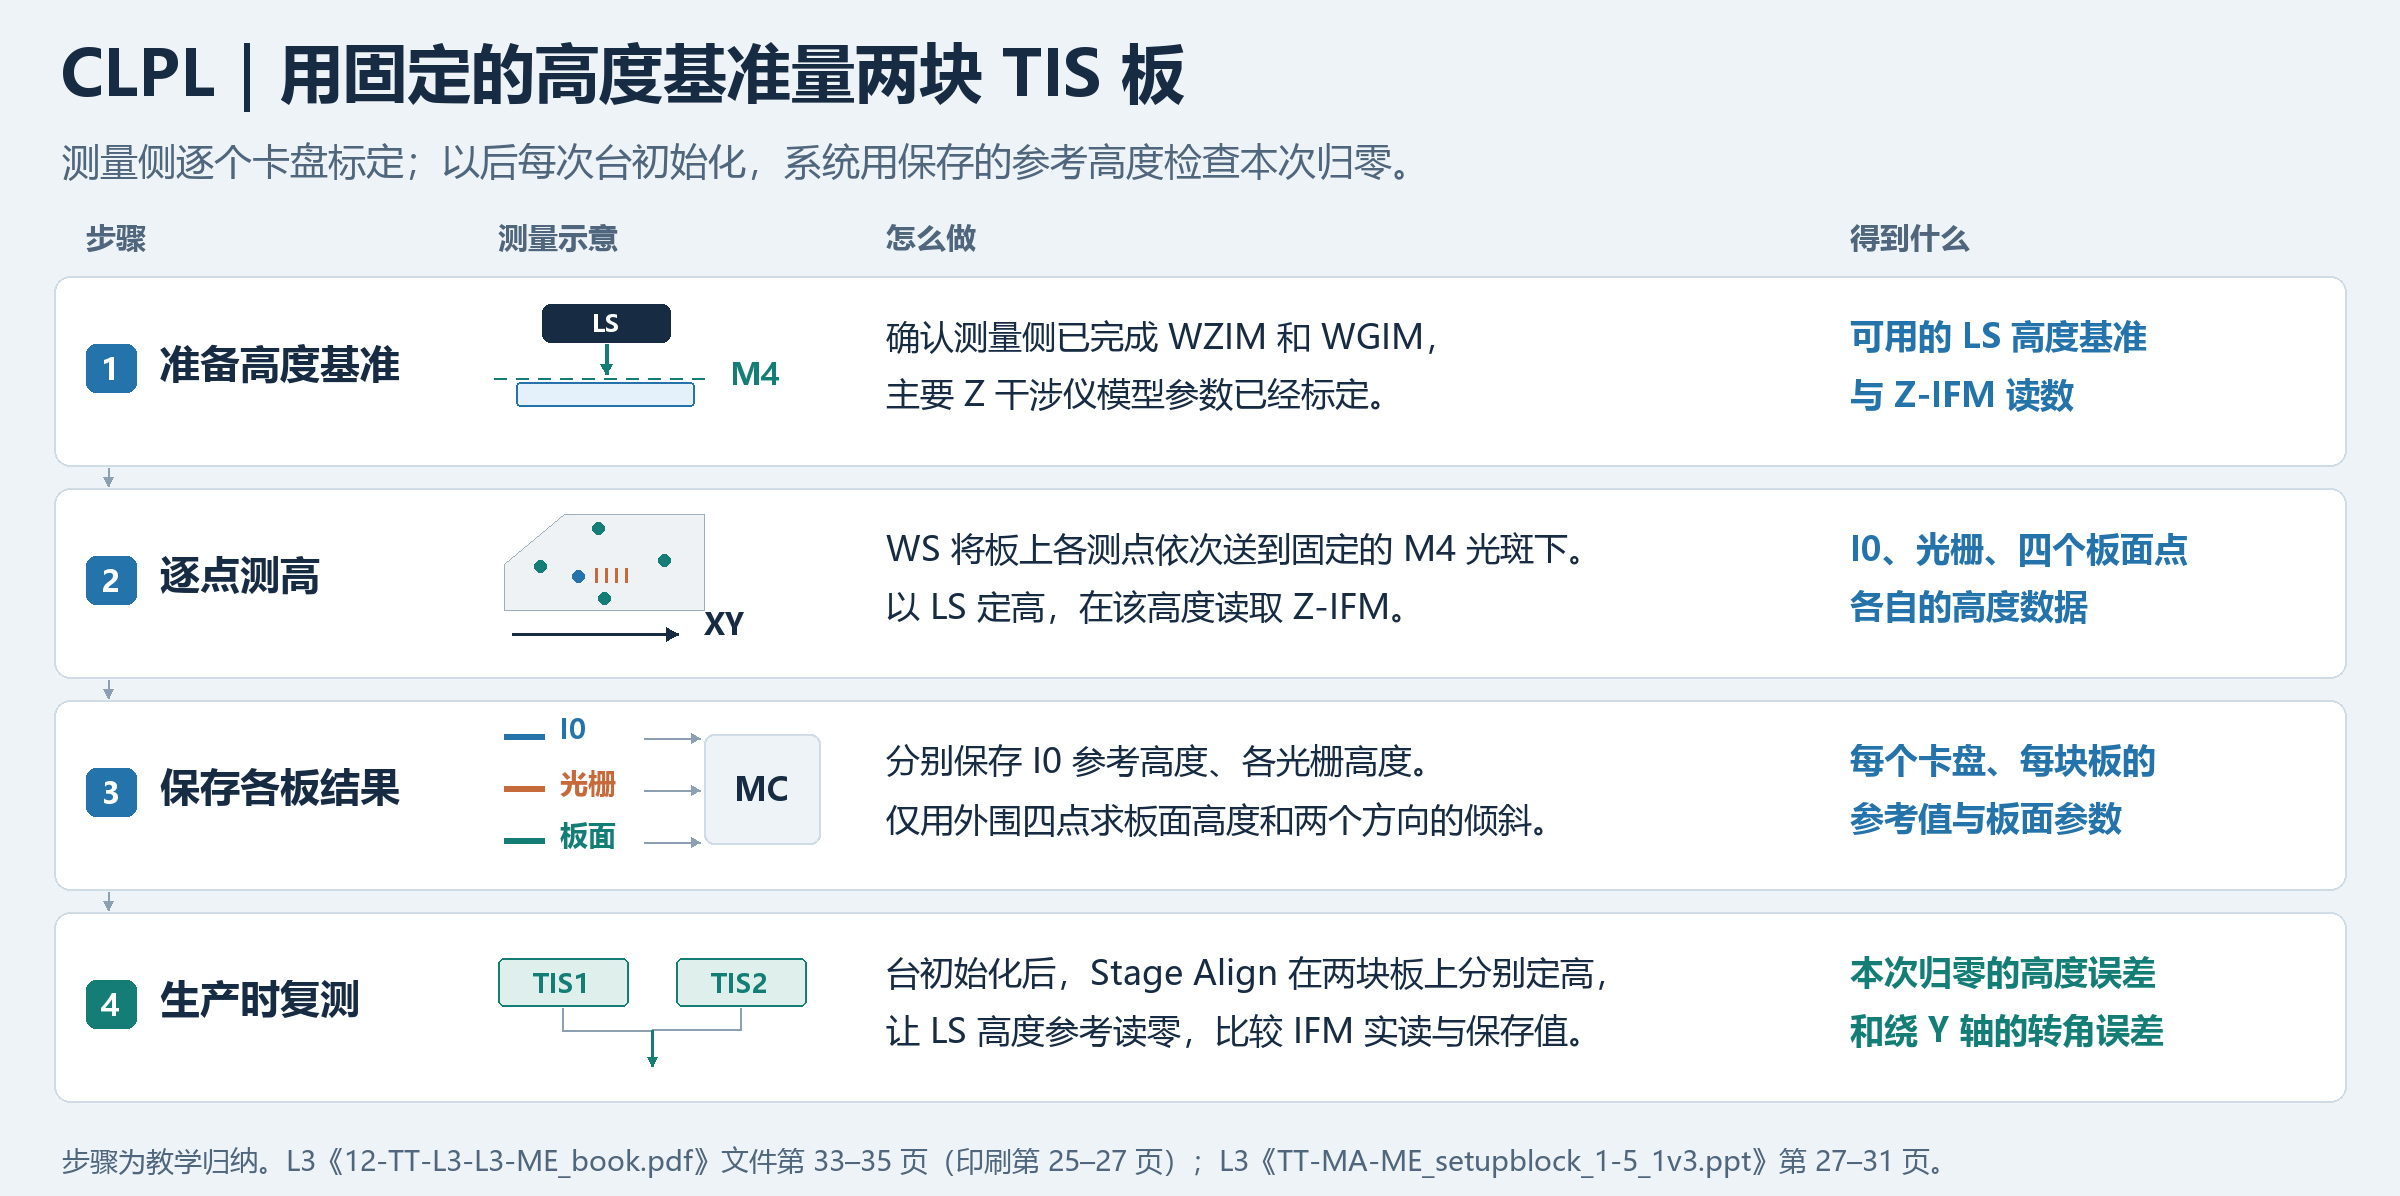 CLPL｜用固定的高度基准量两块 TIS 板
测量侧逐个卡盘标定；以后每次台初始化，系统用保存的参考高度检查本次归零。
步骤
测量示意
怎么做
得到什么
1
准备高度基准
LS
M4
确认测量侧已完成 WZIM 和 WGIM，
主要 Z 干涉仪模型参数已经标定。
可用的 LS 高度基准
与 Z-IFM 读数
2
逐点测高
XY
WS 将板上各测点依次送到固定的 M4 光斑下。
以 LS 定高，在该高度读取 Z-IFM。
I0、光栅、四个板面点
各自的高度数据
3
保存各板结果
I0
光栅
板面
MC
分别保存 I0 参考高度、各光栅高度。
仅用外围四点求板面高度和两个方向的倾斜。
每个卡盘、每块板的
参考值与板面参数
4
生产时复测
TIS1
TIS2
台初始化后，Stage Align 在两块板上分别定高，
让 LS 高度参考读零，比较 IFM 实读与保存值。
本次归零的高度误差
和绕 Y 轴的转角误差
步骤为教学归纳。L3《12-TT-L3-L3-ME_book.pdf》文件第 33–35 页（印刷第 25–27 页）；L3《TT-MA-ME_setupblock_1-5_1v3.ppt》第 27–31 页。